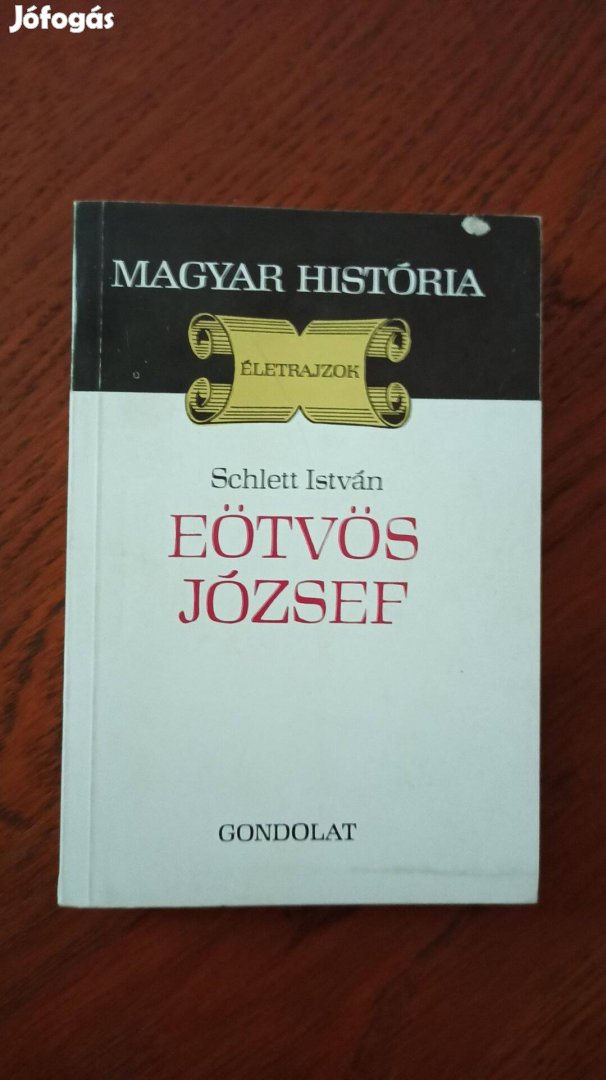 Jófogás
MAGYAR HISTÓRIA
ÉLETRAJZOK
Schlett István
EÖTVÖS
JÓZSEF
GONDOLAT